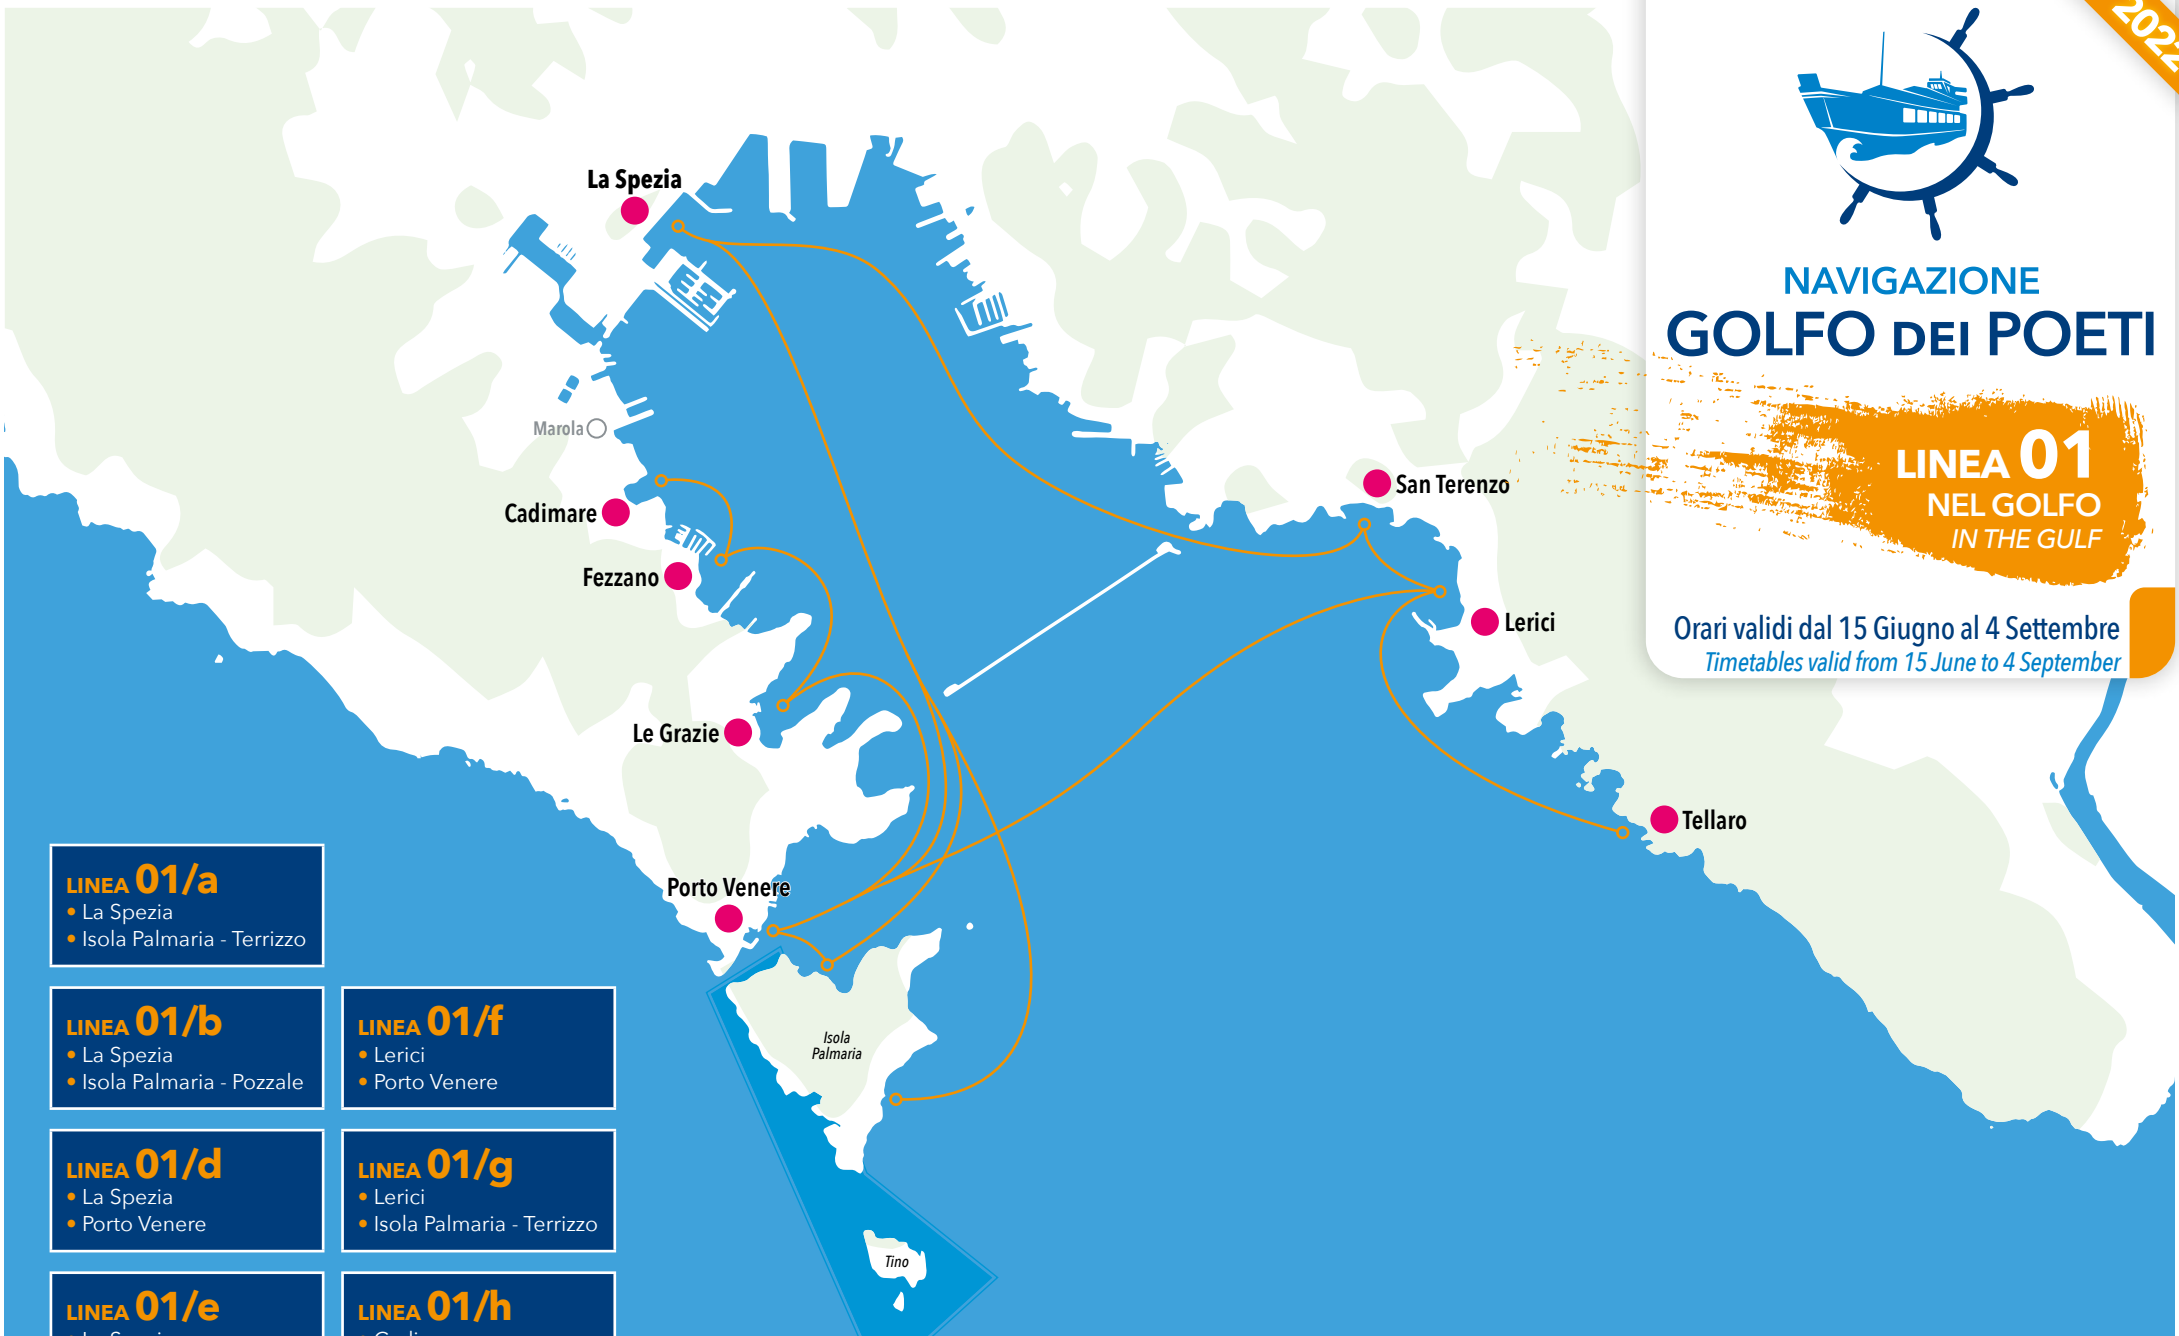 2022
NAVIGAZIONE
GOLFO DEI POETI
LINEA 01
NEL GOLFO
IN THE GULF
Orari validi dal 15 Giugno al 4 Settembre
Timetables valid from 15 June to 4 September
La Spezia
Marola
Cadimare
Fezzano
Le Grazie
Porto Venere
San Terenzo
Lerici
Tellaro
Isola
Palmaria
Tino
LINEA 01/a
• La Spezia
• Isola Palmaria - Terrizzo
LINEA 01/b
• La Spezia
• Isola Palmaria - Pozzale
LINEA 01/d
• La Spezia
• Porto Venere
LINEA 01/e
LINEA 01/f
• Lerici
• Porto Venere
LINEA 01/g
• Lerici
• Isola Palmaria - Terrizzo
LINEA 01/h